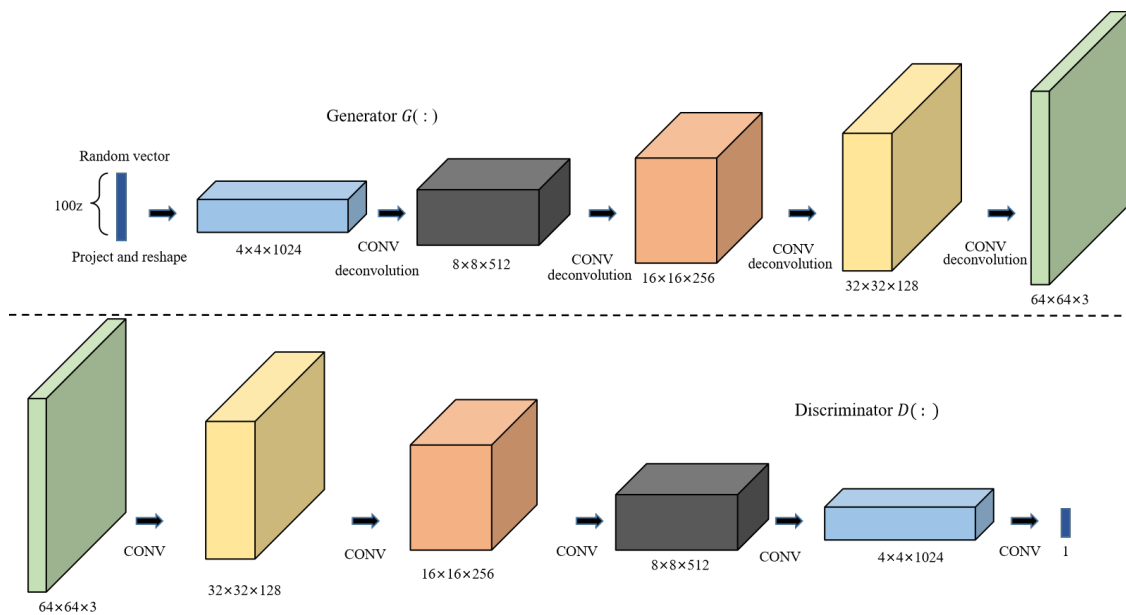 Generator G(:)
Random vector
100z
Project and reshape
4×4×1024
CONV
deconvolution
8×8×512
CONV
deconvolution
16×16×256
CONV
deconvolution
32×32×128
CONV
deconvolution
64×64×3
Discriminator D(:)
64×64×3
CONV
32×32×128
CONV
16×16×256
CONV
8×8×512
CONV
4×4×1024
CONV
1